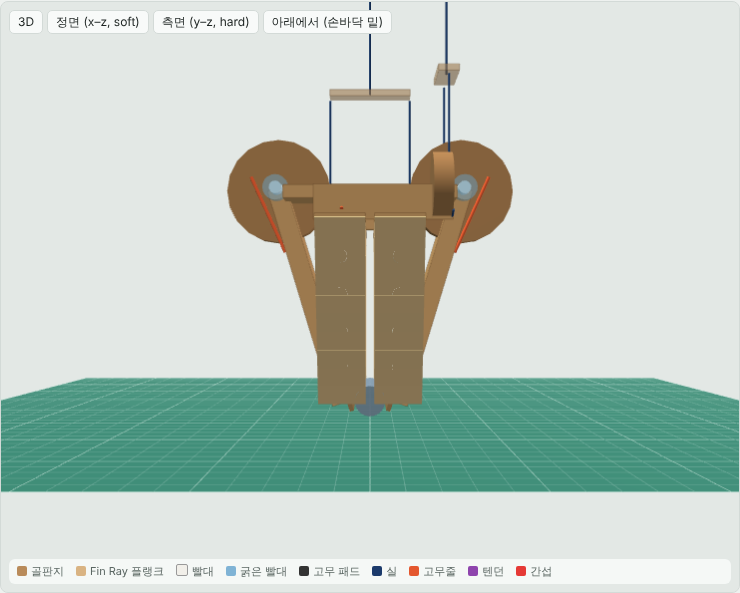 3D 정면 (x–z, soft) 측면 (y–z, hard) 아래에서 (손바닥 밑)
골판지 Fin Ray 플랭크 빨대 굵은 빨대 고무 패드 실 고무줄 텐던 간섭